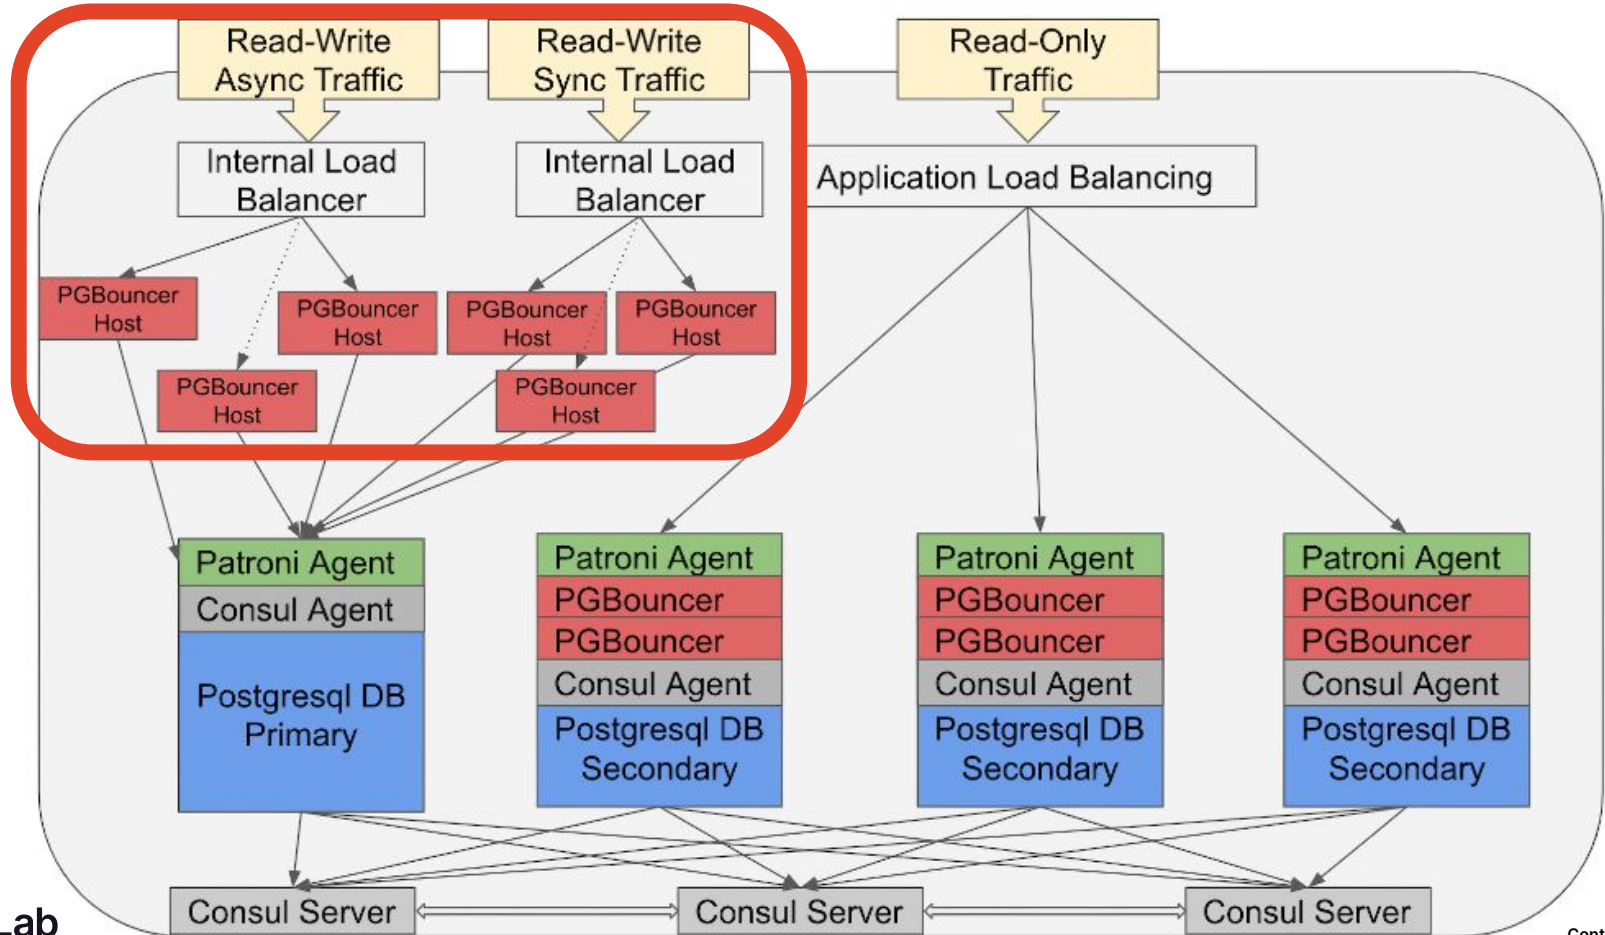 Read-Write
Async Traffic
Read-Write
Sync Traffic
Read-Only
Traffic
Internal Load
Balancer
Internal Load
Balancer
Application Load Balancing
PGBouncer
Host
PGBouncer
Host
PGBouncer
Host
PGBouncer
Host
PGBouncer
Host
PGBouncer
Host
Patroni Agent
Consul Agent
Postgresql DB
Primary
Patroni Agent
PGBouncer
PGBouncer
Consul Agent
Postgresql DB
Secondary
Patroni Agent
PGBouncer
PGBouncer
Consul Agent
Postgresql DB
Secondary
Patroni Agent
PGBouncer
PGBouncer
Consul Agent
Postgresql DB
Secondary
Consul Server
Consul Server
Consul Server